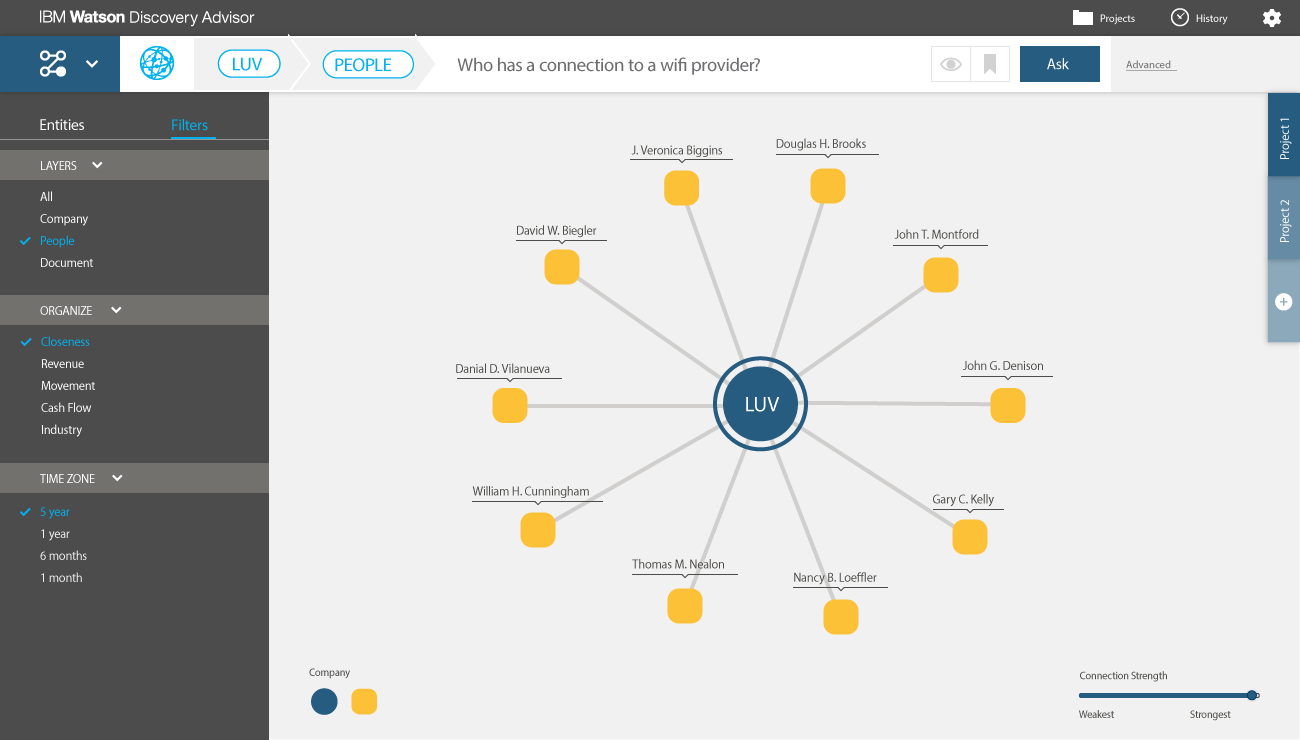 IBM Watson Discovery Advisor
Projects
History
LUV
PEOPLE
Who has a connection to a wifi provider?
Ask
Advanced
Entities
Filters
LAYERS
All
Company
People
Document
ORGANIZE
Closeness
Revenue
Movement
Cash Flow
Industry
TIME ZONE
5 year
1 year
6 months
1 month
J. Veronica Biggins
Douglas H. Brooks
David W. Biegler
John T. Montford
Danial D. Vilanueva
John G. Denison
LUV
William H. Cunningham
Gary C. Kelly
Thomas M. Nealon
Nancy B. Loeffler
Company
Connection Strength
Weakest
Strongest
Project 1
Project 2